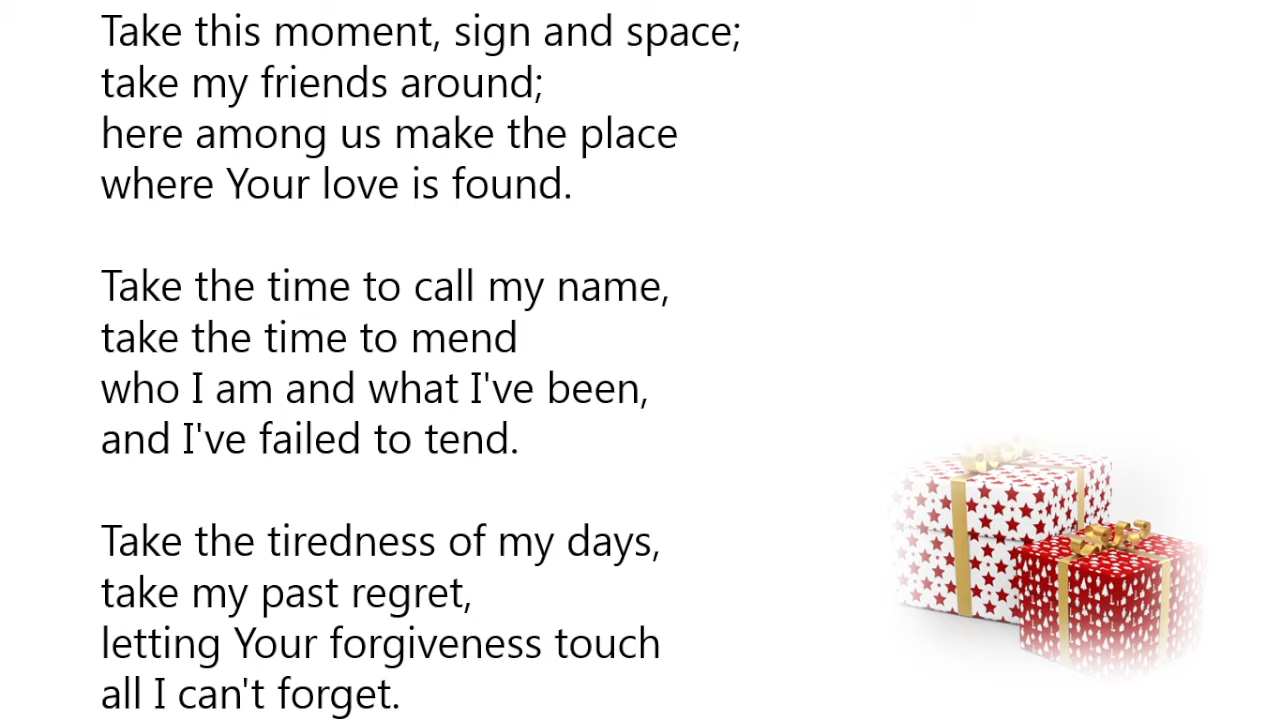 Take this moment, sign and space;
take my friends around;
here among us make the place
where Your love is found.
Take the time to call my name,
take the time to mend
who I am and what I've been,
and I've failed to tend.
Take the tiredness of my days,
take my past regret,
letting Your forgiveness touch
all I can't forget.